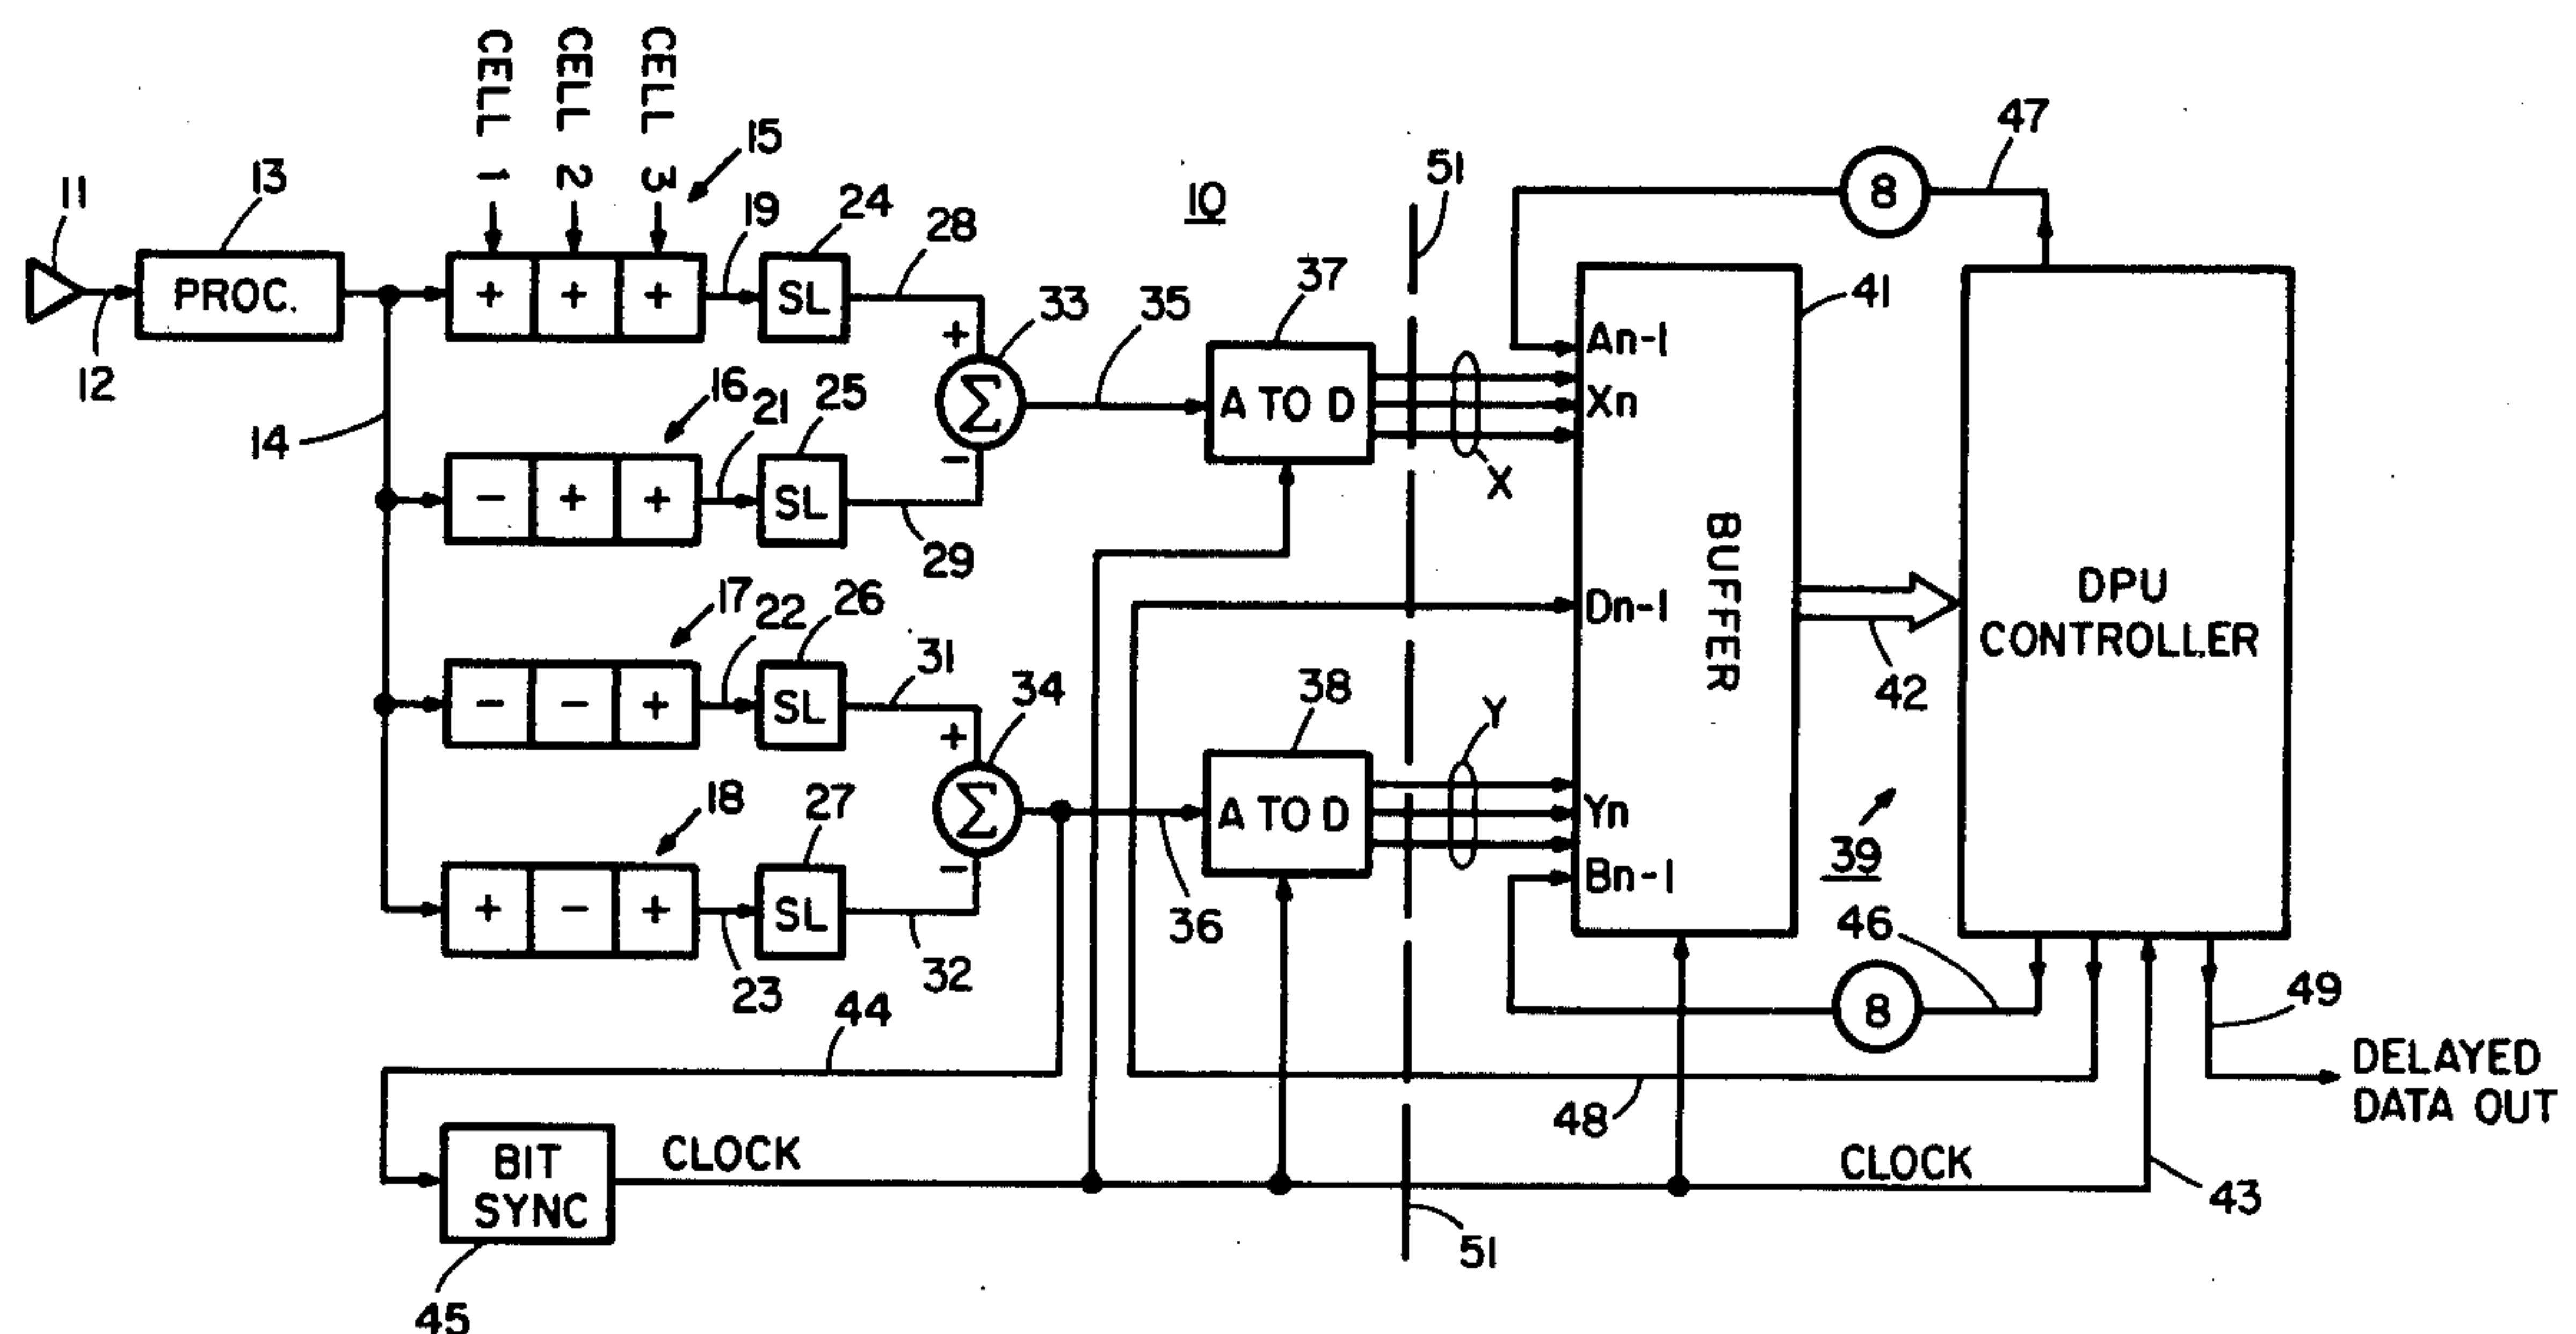 CELL 1
CELL 2
CELL 3
15
10
47
51
11
13
19
24
28
8
PROC.
+ + +
SL
+
33
35
37
41
12
An-1
Σ
A TO D
Xn
14
16
21
25
-
X
- + +
SL
29
BUFFER
DPU
CONTROLLER
Dn-1
42
17
22
26
31
34
38
Y
- - +
SL
+
Σ
A TO D
Yn
39
18
27
-
36
Bn-1
46
+ - +
SL
23
32
8
49
44
DELAYED
DATA OUT
48
BIT
SYNC
CLOCK
CLOCK
43
45
51